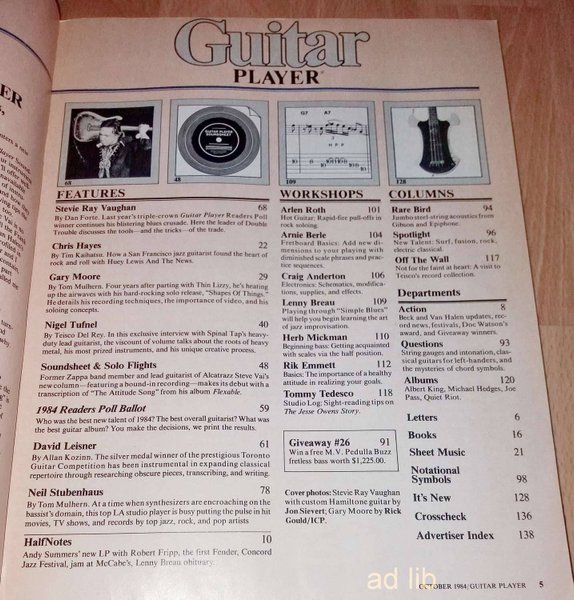 Guitar
PLAYER
GUITAR PLAYER
SOUNDSHEET
G7 A7
H P P
68
48
109
128
FEATURES
Stevie Ray Vaughan 68
By Dan Forte. Last year's triple-crown Guitar Player Readers Poll
winner continues his blistering blues crusade. Here the leader of Double
Trouble discusses the tools—and the tricks—of the trade.
Chris Hayes 22
By Tim Kaihatsu. How a San Francisco jazz guitarist found the heart of
rock and roll with Huey Lewis And The News.
Gary Moore 29
By Tom Mulhern. Four years after parting with Thin Lizzy, he's heating
up the airwaves with his hard-rocking solo release, "Shapes Of Things."
He details his recording techniques, the importance of video, and his
soloing concepts.
Nigel Tufnel 40
By Teisco Del Rey. In this exclusive interview with Spinal Tap's heavy-
duty lead guitarist, the viscount of volume talks about the roots of heavy
metal, his most prized instruments, and his unique creative process.
Soundsheet & Solo Flights 48
Former Zappa band member and lead guitarist of Alcatrazz Steve Vai's
new column—featuring a bound-in recording—makes its debut with a
transcription of "The Attitude Song" from his album Flexable.
1984 Readers Poll Ballot 59
Who was the best new talent of 1984? The best overall guitarist? What was
the best guitar album? You make the decisions, we print the results.
David Leisner 61
By Allan Kozinn. The silver medal winner of the prestigious Toronto
Guitar Competition has been instrumental in expanding classical
repertoire through researching obscure pieces, transcribing, and writing.
Neil Stubenhaus 78
By Tom Mulhern. At a time when synthesizers are encroaching on the
bassist's domain, this top LA studio player is busy putting the pulse in hit
movies, TV shows, and records by top jazz, rock, and pop artists
HalfNotes 10
Andy Summers' new LP with Robert Fripp, the first Fender, Concord
Jazz Festival, jam at McCabe's, Lenny Breau obituary.
WORKSHOPS
Arlen Roth 101
Hot Guitar: Rapid-fire pull-offs in
rock soloing.
Arnie Berle 104
Fretboard Basics: Add new di-
mensions to your playing with
diminished scale phrases and prac-
tice sequences.
Craig Anderton 106
Electronics: Schematics, modifica-
tions, supplies, and effects.
Lenny Breau 109
Playing through "Simple Blues"
will help you begin learning the art
of jazz improvisation.
Herb Mickman 110
Beginning bass: Getting acquainted
with scales via the half position.
Rik Emmett 112
Basics: The importance of a healthy
attitude in realizing your goals.
Tommy Tedesco 118
Studio Log: Sight-reading tips on
The Jesse Owens Story.
Giveaway #26 91
Win a free M.V. Pedulla Buzz
fretless bass worth $1,225.00.
Cover photos: Stevie Ray Vaughan
with custom Hamiltone guitar by
Jon Sievert; Gary Moore by Rick
Gould/ICP.
COLUMNS
Rare Bird 94
Jumbo steel-string acoustics from
Gibson and Epiphone.
Spotlight 96
New Talent: Surf, fusion, rock,
electric classical.
Off The Wall 117
Not for the faint at heart: A visit to
Teisco's record collection.
Departments
Action 8
Beck and Van Halen updates, rec-
ord news, festivals, Doc Watson's
award, and Giveaway winners.
Questions 93
String gauges and intonation, clas-
sical guitars for left-handers, and
the mysteries of chord symbols.
Albums 120
Albert King, Michael Hedges, Joe
Pass, Quiet Riot.
Letters 6
Books 16
Sheet Music 21
Notational
Symbols 98
It's New 128
Crosscheck 136
Advertiser Index 138
OCTOBER 1984/GUITAR PLAYER 5
ad lib